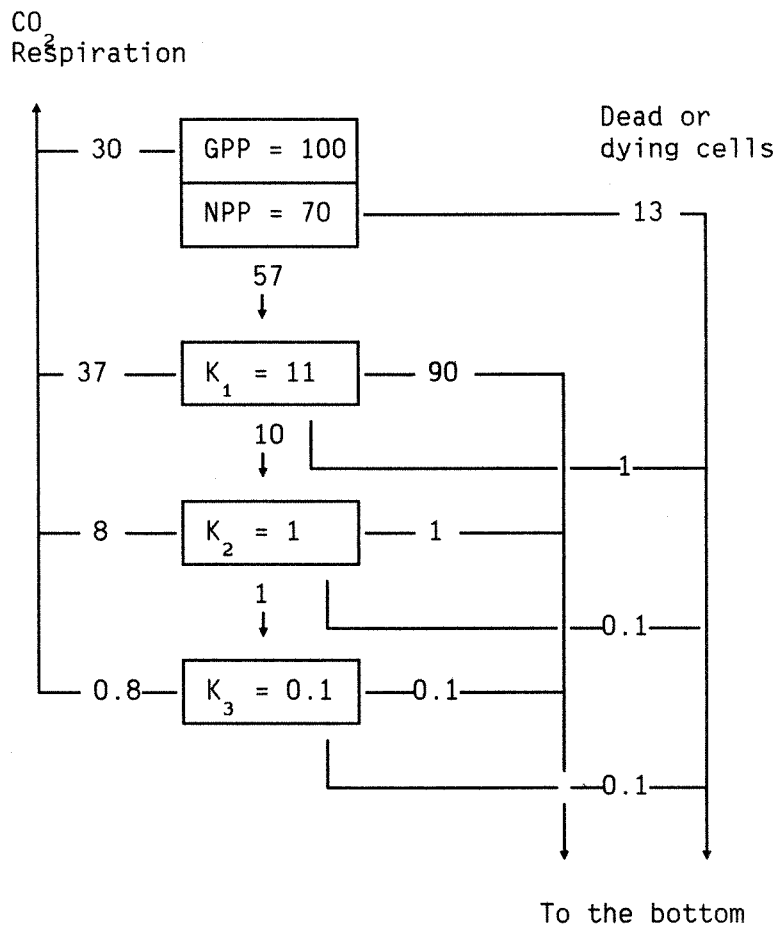 CO₂
Respiration
Dead or
dying cells
30
GPP = 100
NPP = 70
13
57
37
K₁ = 11
90
10
1
8
K₂ = 1
1
1
0.1
0.8
K₃ = 0.1
0.1
0.1
To the bottom